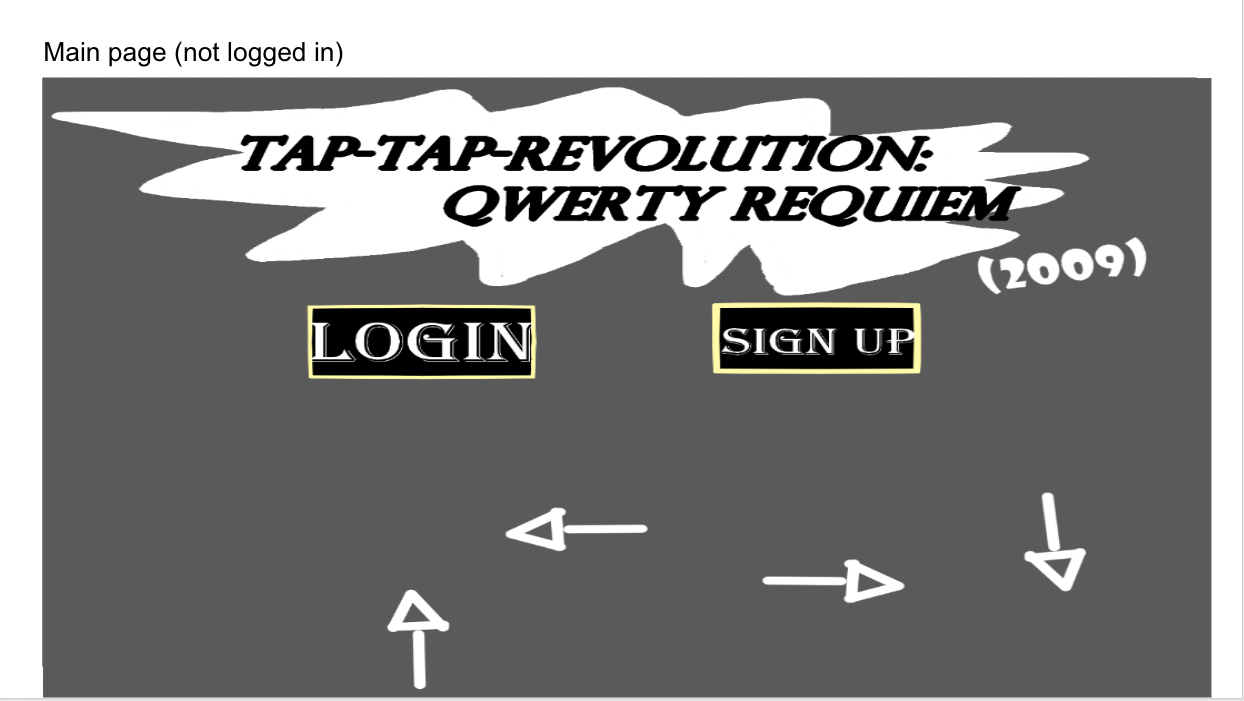 Main page (not logged in)
TAP-TAP-REVOLUTION:
QWERTY REQUIEM
(2009)
LOGIN
SIGN UP